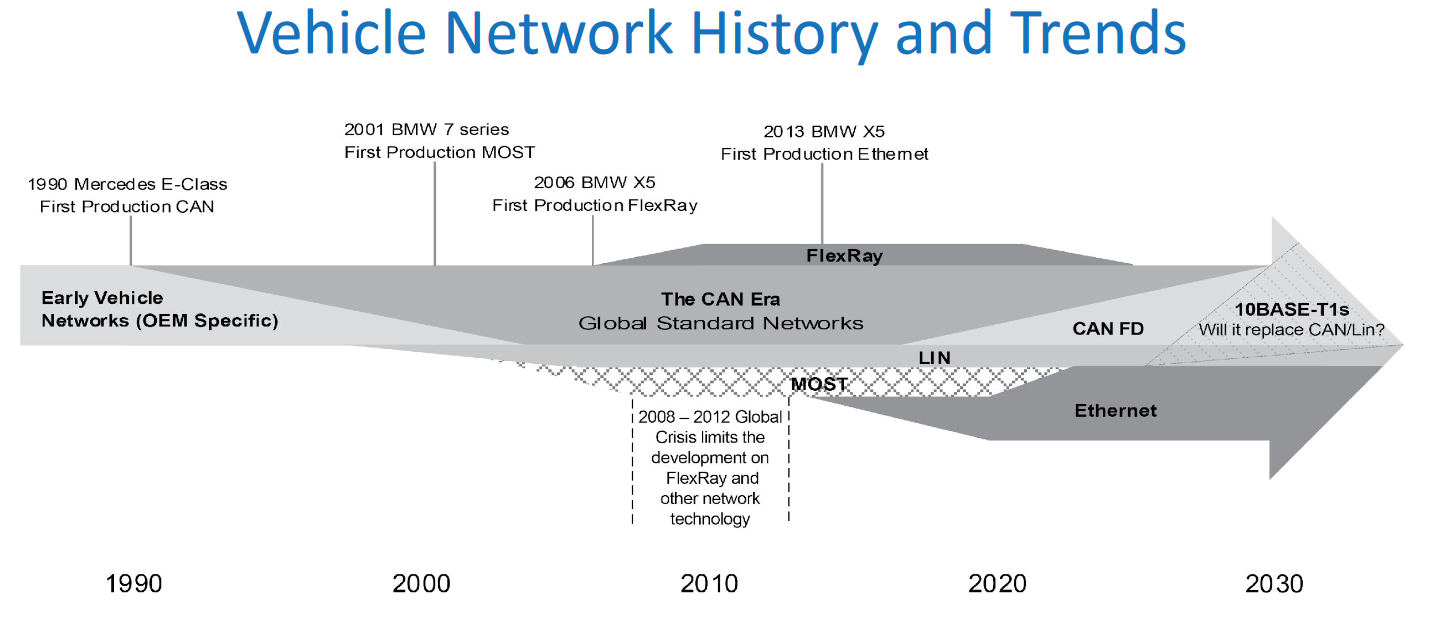 Vehicle Network History and Trends
1990 Mercedes E-Class
First Production CAN
2001 BMW 7 series
First Production MOST
2006 BMW X5
First Production FlexRay
2013 BMW X5
First Production Ethernet
FlexRay
Early Vehicle
Networks (OEM Specific)
The CAN Era
Global Standard Networks
CAN FD
10BASE-T1s
Will it replace CAN/Lin?
LIN
MOST
Ethernet
2008 – 2012 Global
Crisis limits the
development on
FlexRay and
other network
technology
1990
2000
2010
2020
2030